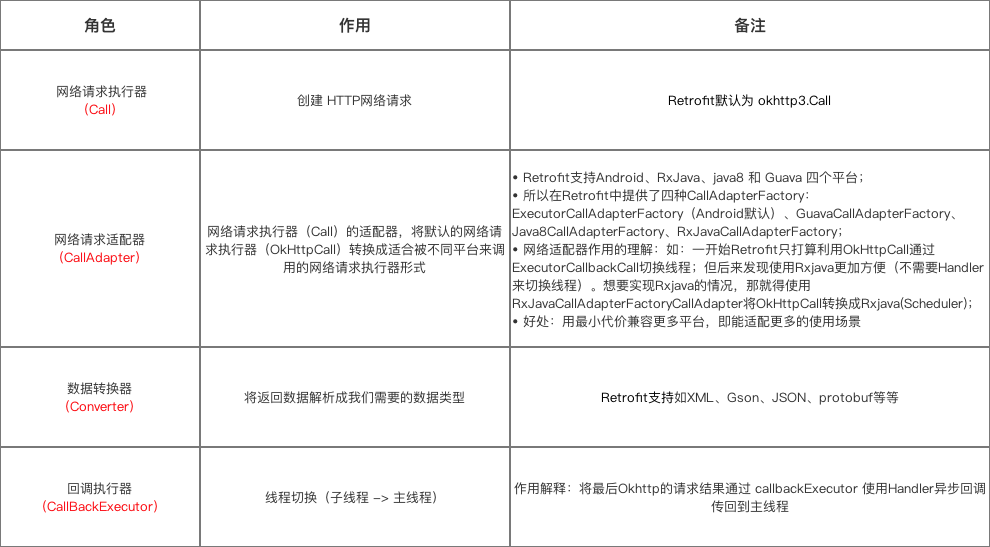 角色
作用
备注
网络请求执行器
（Call）
创建 HTTP网络请求
Retrofit默认为 okhttp3.Call
网络请求适配器
（CallAdapter）
网络请求执行器（Call）的适配器，将默认的网络请
求执行器（OkHttpCall）转换成适合被不同平台来调
用的网络请求执行器形式
• Retrofit支持Android、RxJava、java8 和 Guava 四个平台；
• 所以在Retrofit中提供了四种CallAdapterFactory：
ExecutorCallAdapterFactory（Android默认）、GuavaCallAdapterFactory、
Java8CallAdapterFactory、RxJavaCallAdapterFactory；
• 网络适配器作用的理解：如：一开始Retrofit只打算利用OkHttpCall通过
ExecutorCallbackCall切换线程；但后来发现使用Rxjava更加方便（不需要Handler
来切换线程）。想要实现Rxjava的情况，那就得使用
RxJavaCallAdapterFactoryCallAdapter将OkHttpCall转换成Rxjava(Scheduler)；
• 好处：用最小代价兼容更多平台，即能适配更多的使用场景
数据转换器
（Converter）
将返回数据解析成我们需要的数据类型
Retrofit支持如XML、Gson、JSON、protobuf等等
回调执行器
（CallBackExecutor）
线程切换（子线程 -> 主线程）
作用解释：将最后Okhttp的请求结果通过 callbackExecutor 使用Handler异步回调
传回到主线程